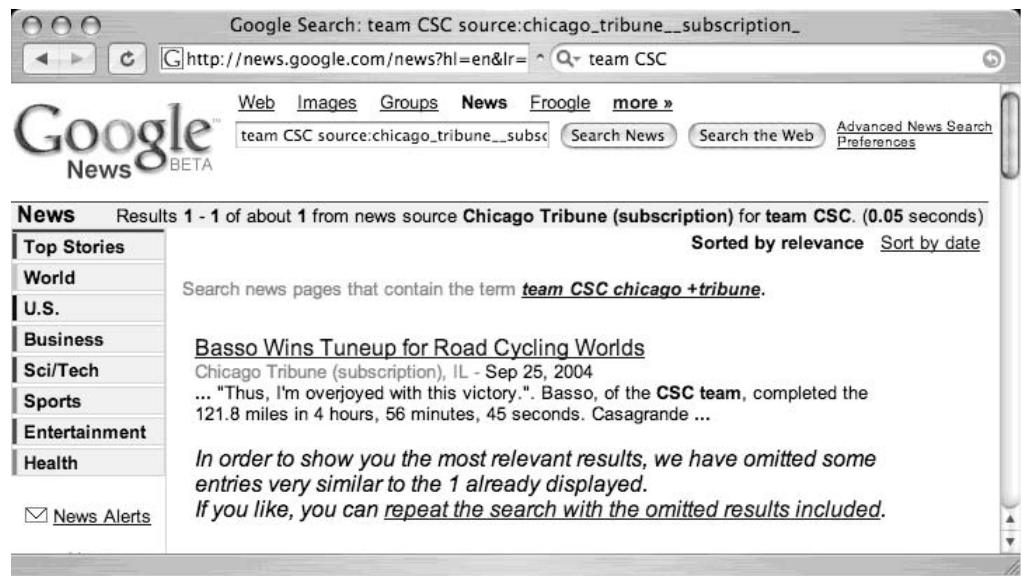 Google Search: team CSC source:chicago_tribune__subscription_
G http://news.google.com/news?hl=en&lr= team CSC
Web Images Groups News Froogle more »
Google™ News BETA
team CSC source:chicago_tribune__subsc Search News Search the Web Advanced News Search
Preferences
News Results 1 - 1 of about 1 from news source Chicago Tribune (subscription) for team CSC. (0.05 seconds)
Sorted by relevance Sort by date
Top Stories
World
U.S.
Business
Sci/Tech
Sports
Entertainment
Health
News Alerts
Search news pages that contain the term team CSC chicago +tribune.
Basso Wins Tuneup for Road Cycling Worlds
Chicago Tribune (subscription), IL - Sep 25, 2004
... "Thus, I'm overjoyed with this victory.". Basso, of the CSC team, completed the
121.8 miles in 4 hours, 56 minutes, 45 seconds. Casagrande ...
In order to show you the most relevant results, we have omitted some
entries very similar to the 1 already displayed.
If you like, you can repeat the search with the omitted results included.